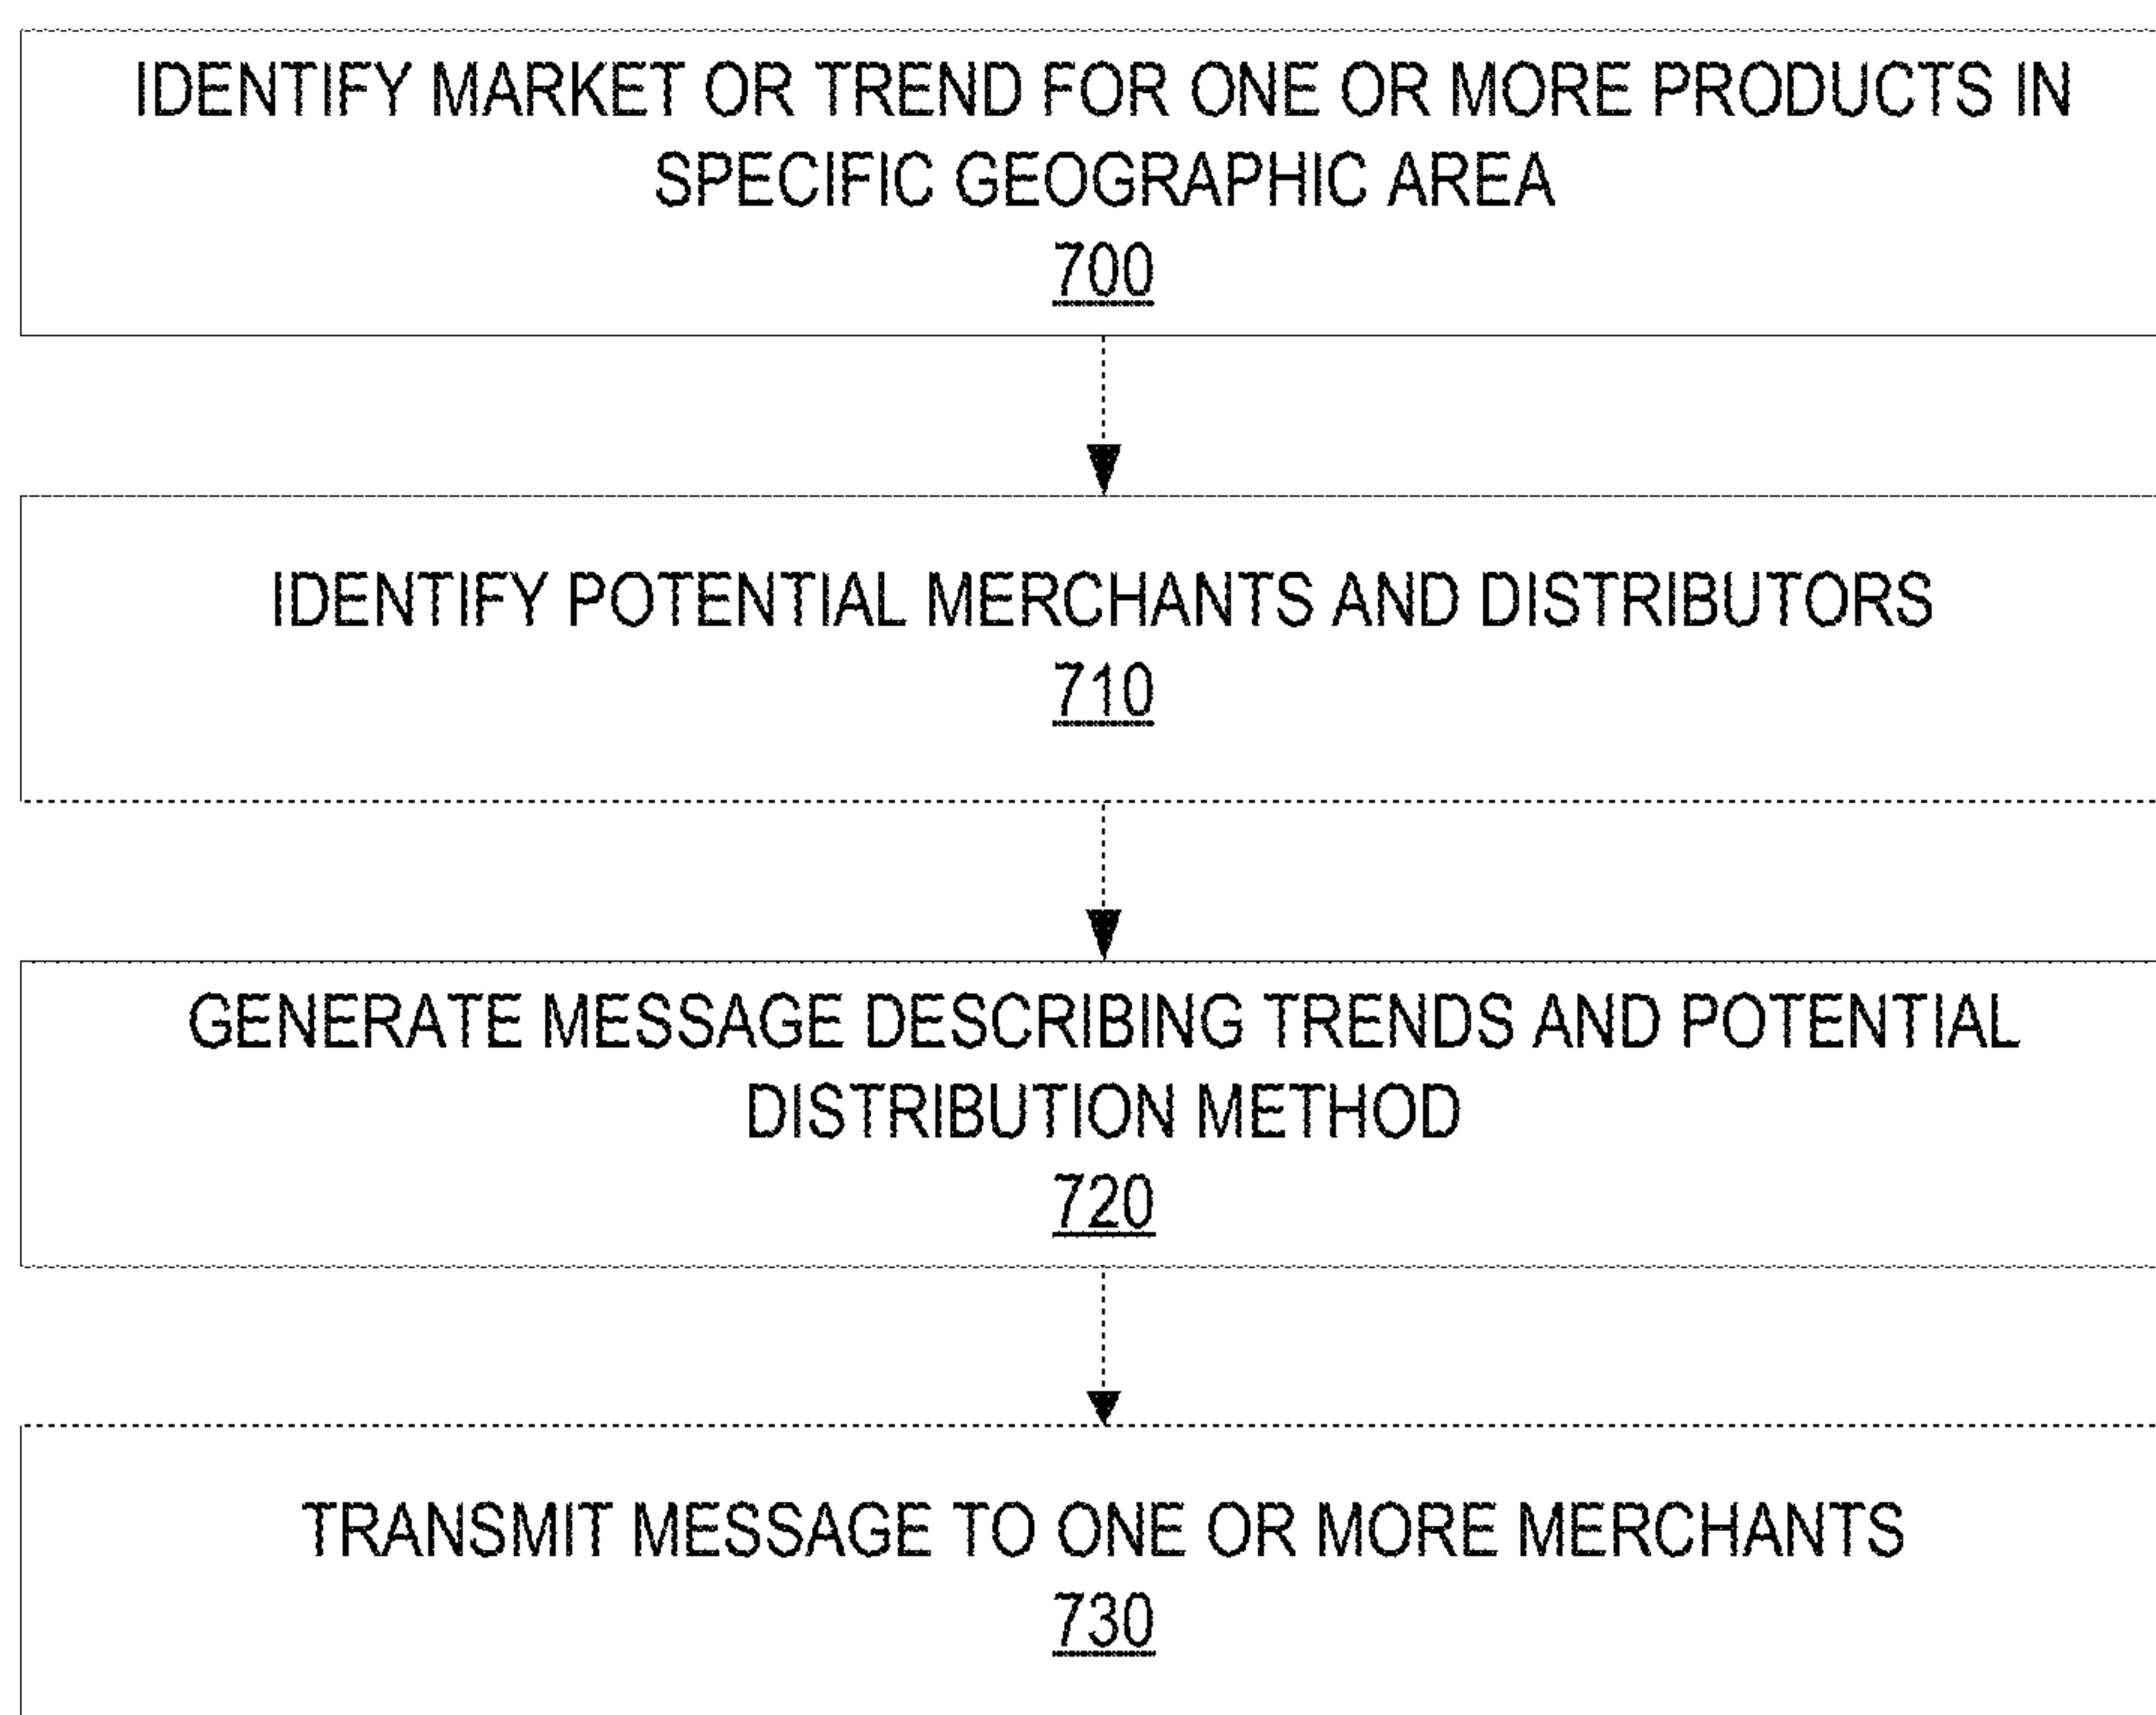 IDENTIFY MARKET OR TREND FOR ONE OR MORE PRODUCTS IN
SPECIFIC GEOGRAPHIC AREA
700
IDENTIFY POTENTIAL MERCHANTS AND DISTRIBUTORS
710
GENERATE MESSAGE DESCRIBING TRENDS AND POTENTIAL
DISTRIBUTION METHOD
720
TRANSMIT MESSAGE TO ONE OR MORE MERCHANTS
730